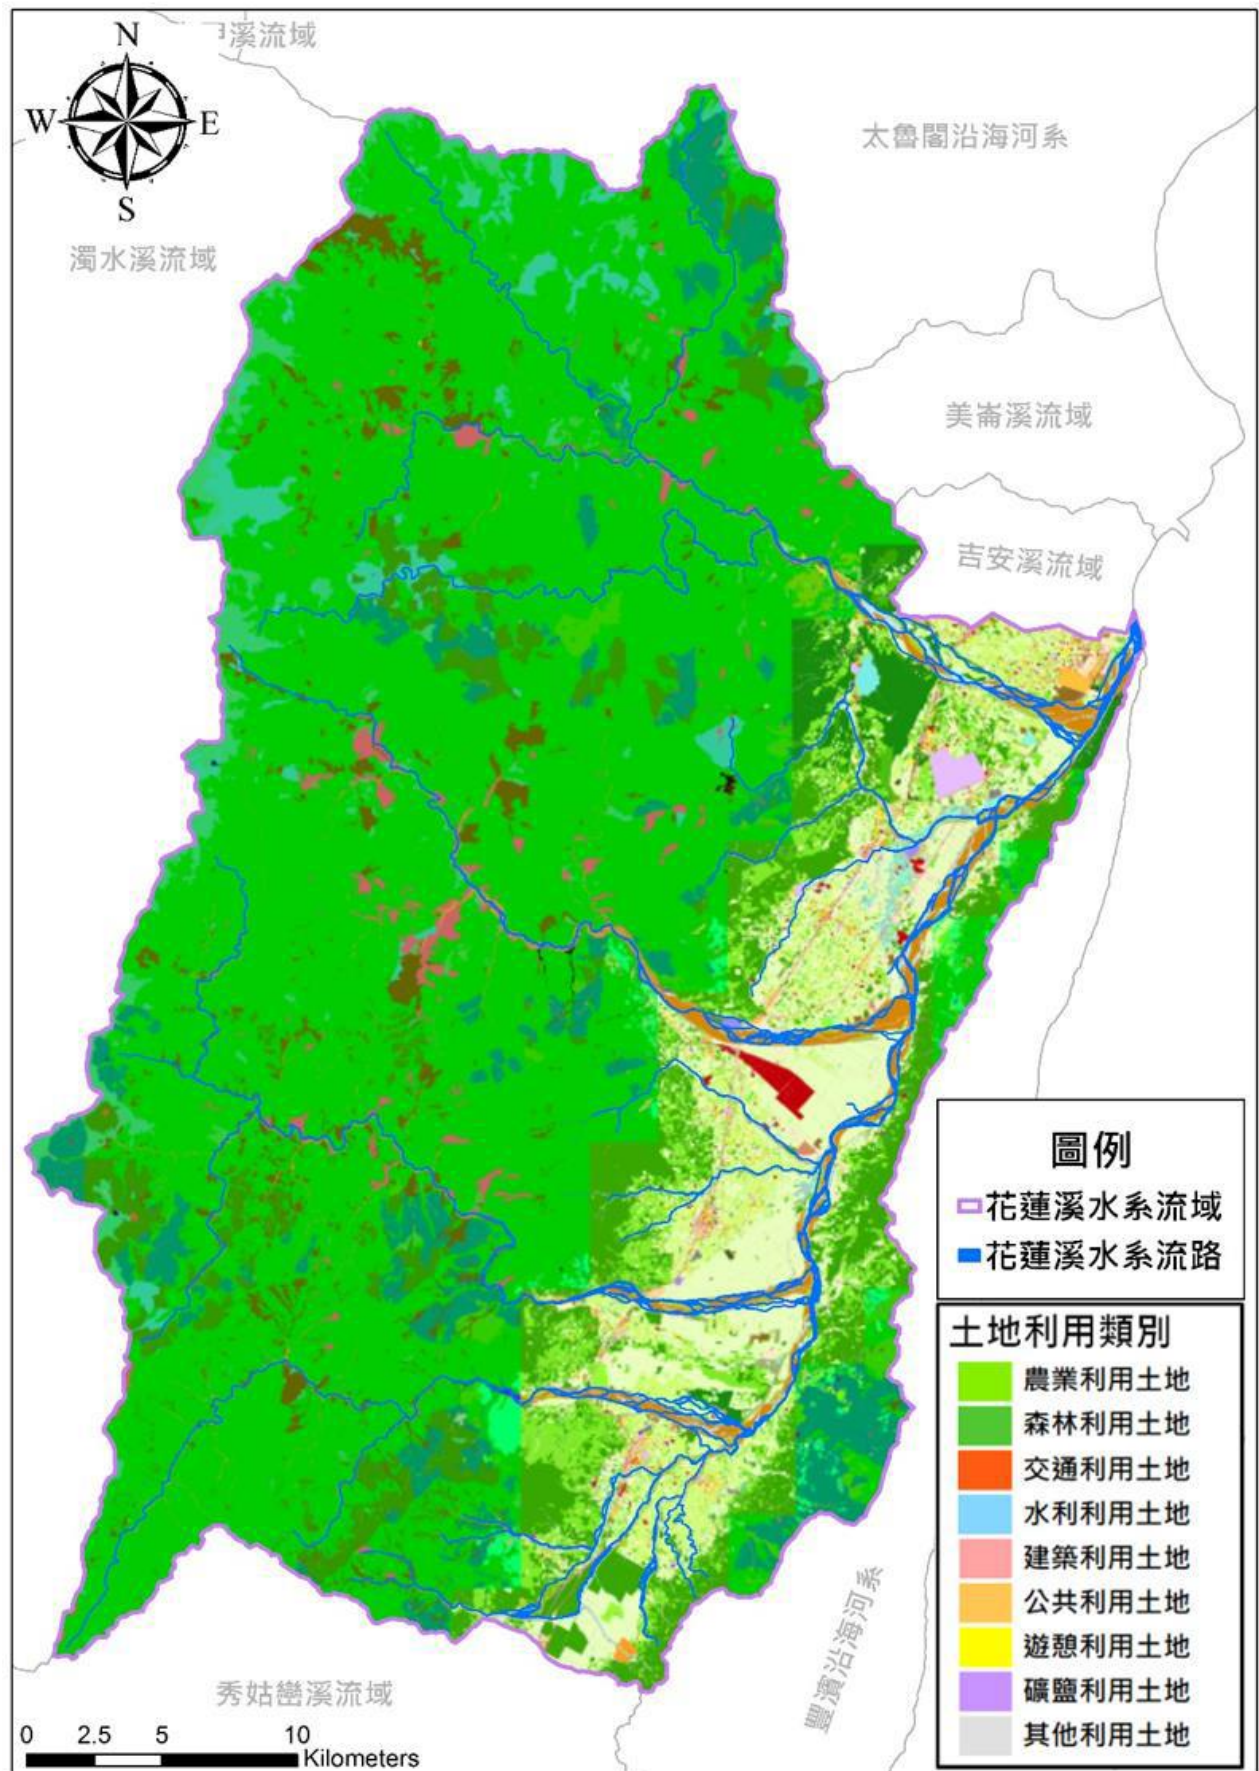 N
W
E
S
甲溪流域
太魯閣沿海河系
濁水溪流域
美崙溪流域
吉安溪流域
圖例
花蓮溪水系流域
花蓮溪水系流路
土地利用類別
農業利用土地
森林利用土地
交通利用土地
水利利用土地
建築利用土地
公共利用土地
遊憩利用土地
礦鹽利用土地
其他利用土地
豐濱沿海河系
秀姑巒溪流域
0 2.5 5 10
Kilometers